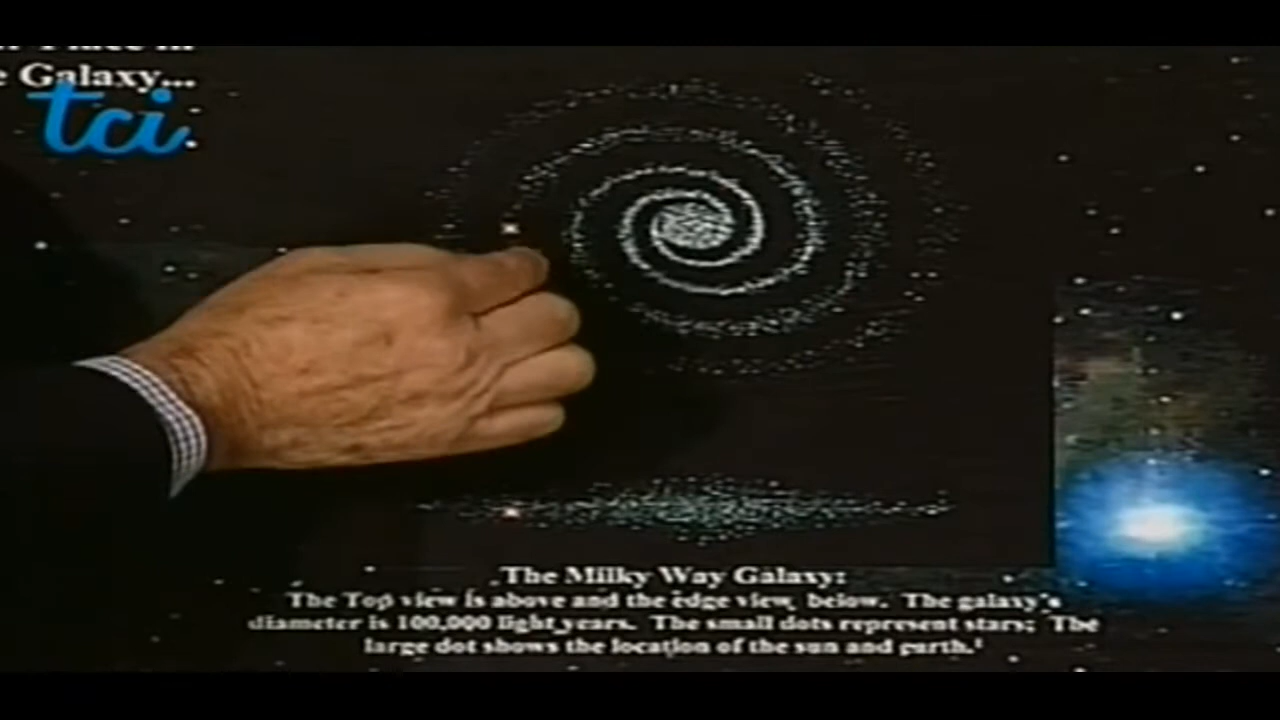 Galaxy...
tci
The Milky Way Galaxy:
The Top view is above and the edge view below. The galaxy's
diameter is 100,000 light years. The small dots represent stars; The
large dot shows the location of the sun and earth.¹